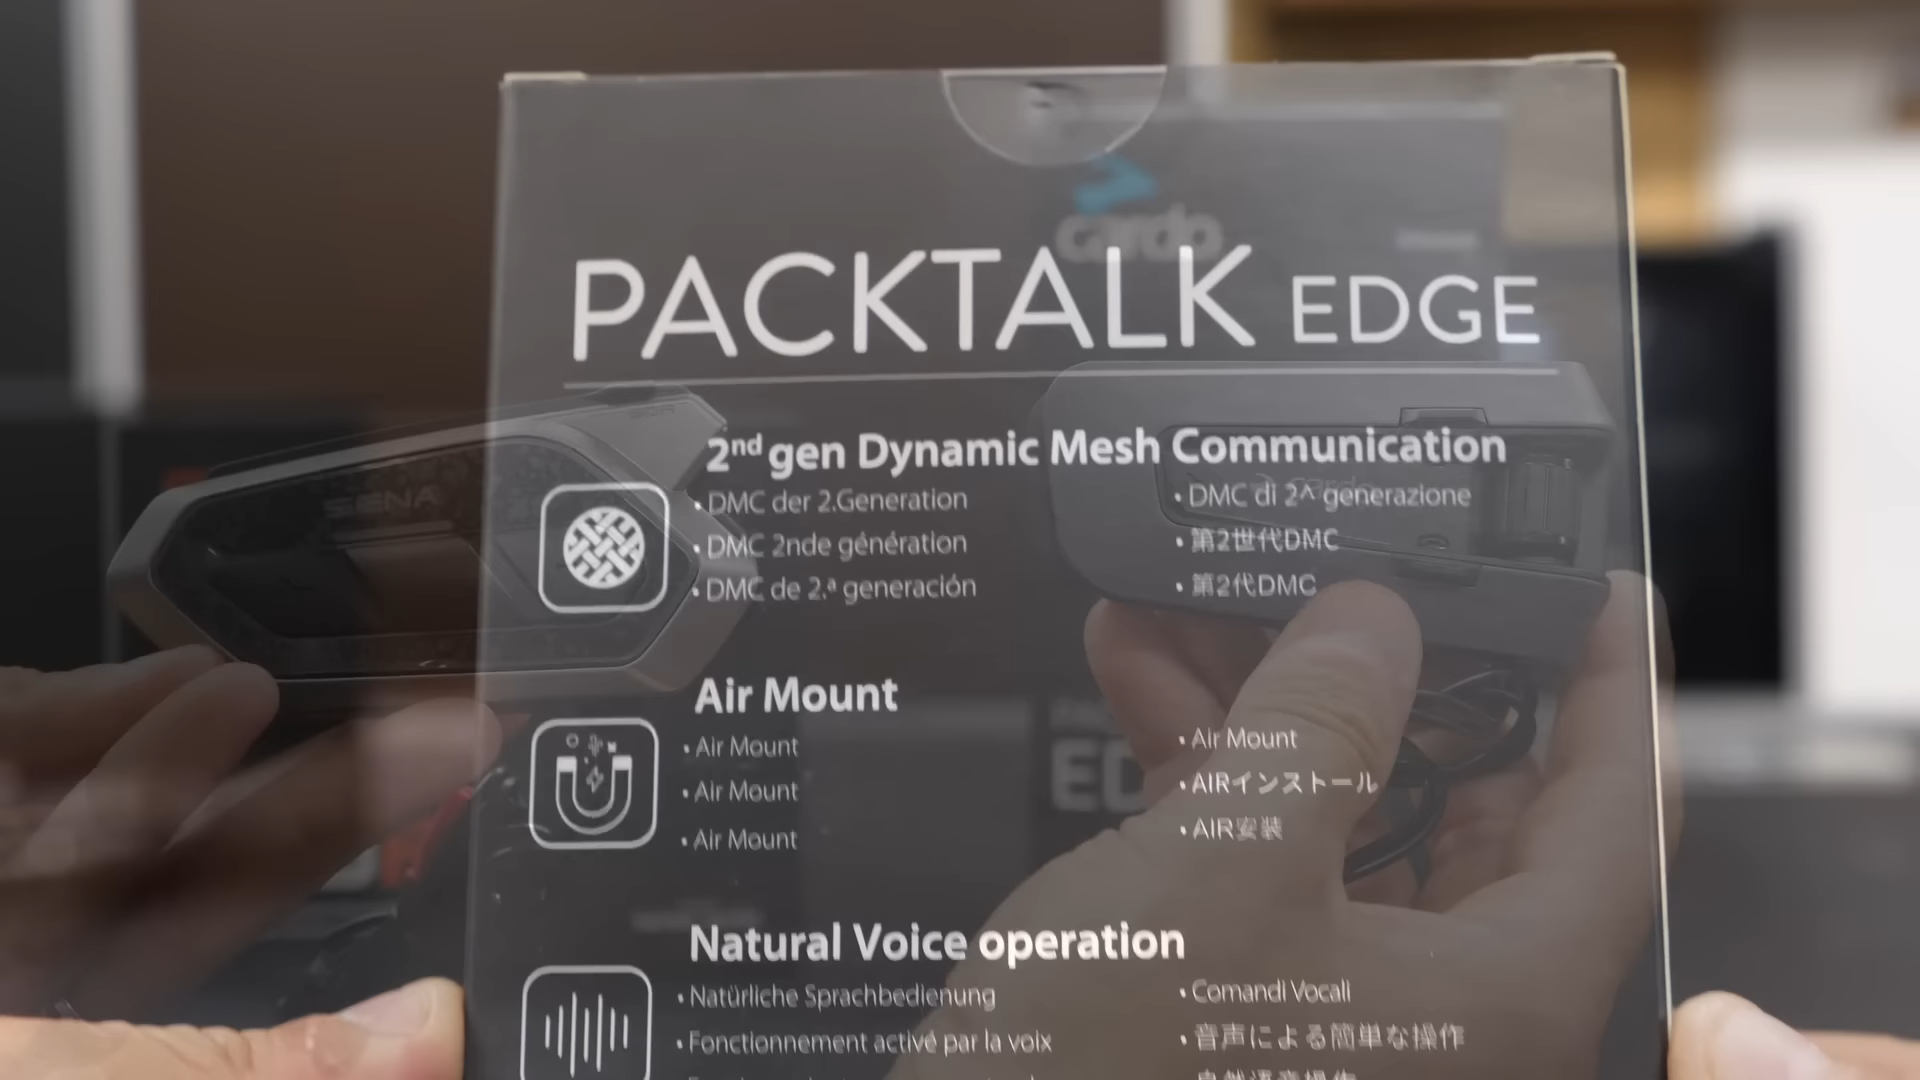 cardo
PACKTALK EDGE
2nd gen Dynamic Mesh Communication
• DMC der 2.Generation
• DMC 2nde génération
• DMC de 2.ª generación
• DMC di 2^ generazione
• 第2世代DMC
• 第2代DMC
SENA
Air Mount
• Air Mount
• Air Mount
• Air Mount
• Air Mount
• AIRインストール
• AIR安装
Natural Voice operation
• Natürliche Sprachbedienung
• Fonctionnement activé par la voix
• Comandi Vocali
• 音声による簡単な操作